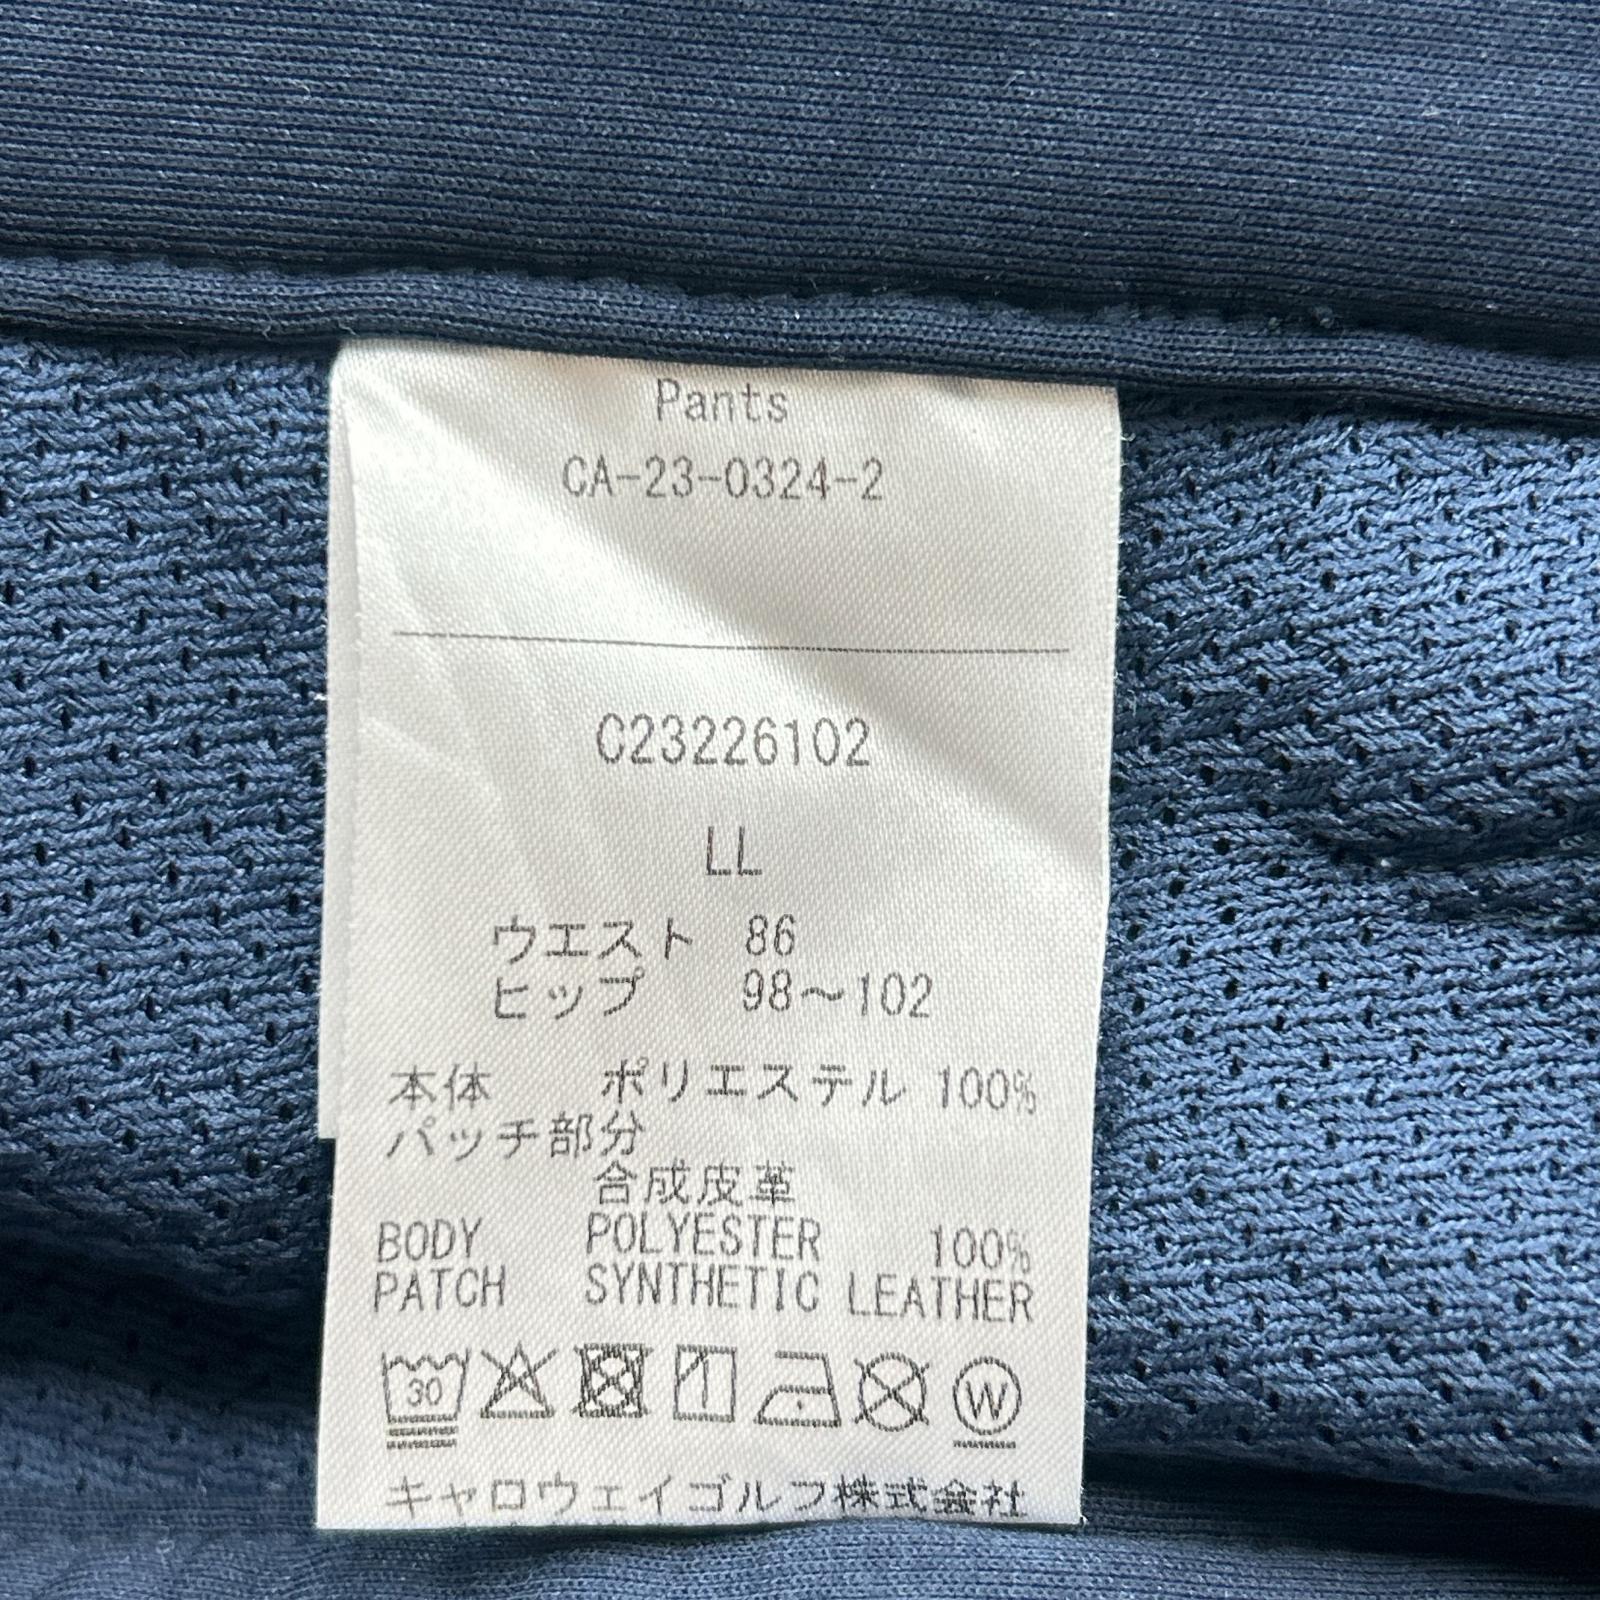 Pants
CA-23-0324-2
C23226102
LL
ウエスト 86
ヒップ 98～102
本体 ポリエステル 100%
パッチ部分
合成皮革
BODY POLYESTER 100%
PATCH SYNTHETIC LEATHER
30 W
キャロウェイゴルフ株式会社